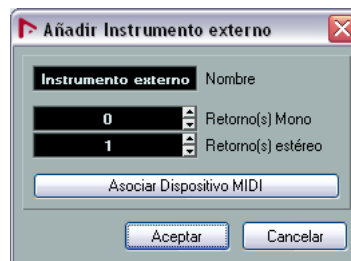 Añadir Instrumento externo
Instrumento externo Nombre
0 Retorno(s) Mono
1 Retorno(s) estéreo
Asociar Dispositivo MIDI
Aceptar Cancelar